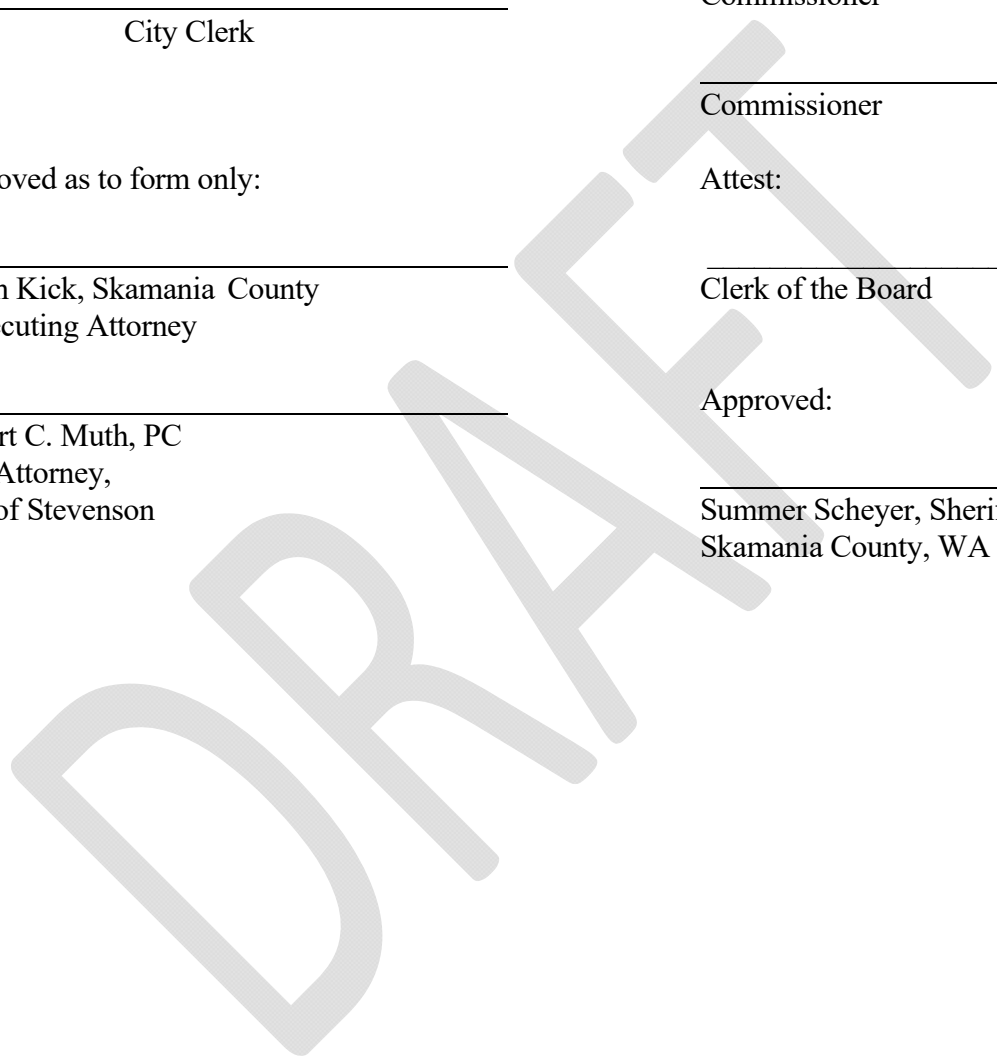 City Clerk
oved as to form only:
n Kick, Skamania County
cuting Attorney
rt C. Muth, PC
Attorney,
of Stevenson
Commissioner
Commissioner
Attest:
Clerk of the Board
Approved:
Summer Scheyer, Sherif
Skamania County, WA
DRAFT